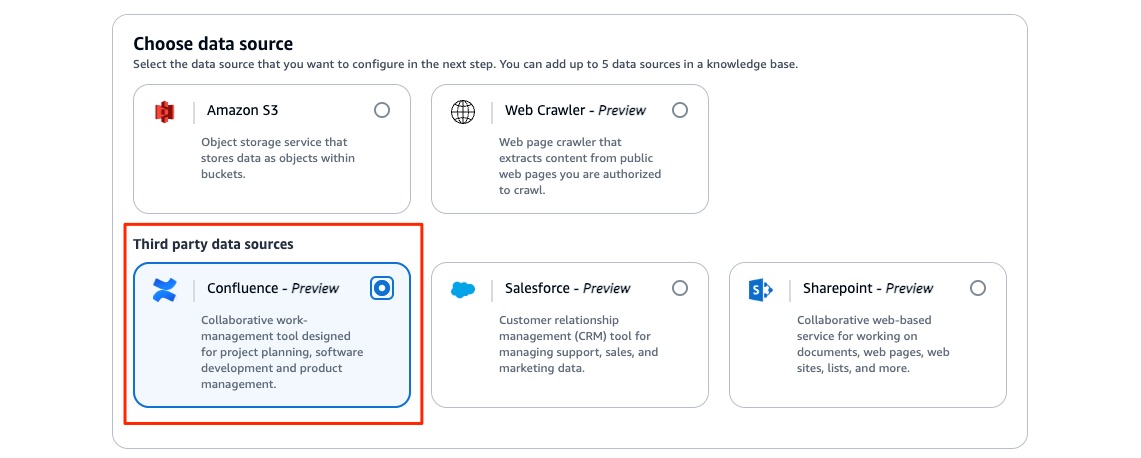 Choose data source
Select the data source that you want to configure in the next step. You can add up to 5 data sources in a knowledge base.
Amazon S3
Object storage service that
stores data as objects within
buckets.
Web Crawler - Preview
Web page crawler that
extracts content from public
web pages you are authorized
to crawl.
Third party data sources
Confluence - Preview
Collaborative work-
management tool designed
for project planning, software
development and product
management.
Salesforce - Preview
Customer relationship
management (CRM) tool for
managing support, sales, and
marketing data.
Sharepoint - Preview
Collaborative web-based
service for working on
documents, web pages, web
sites, lists, and more.